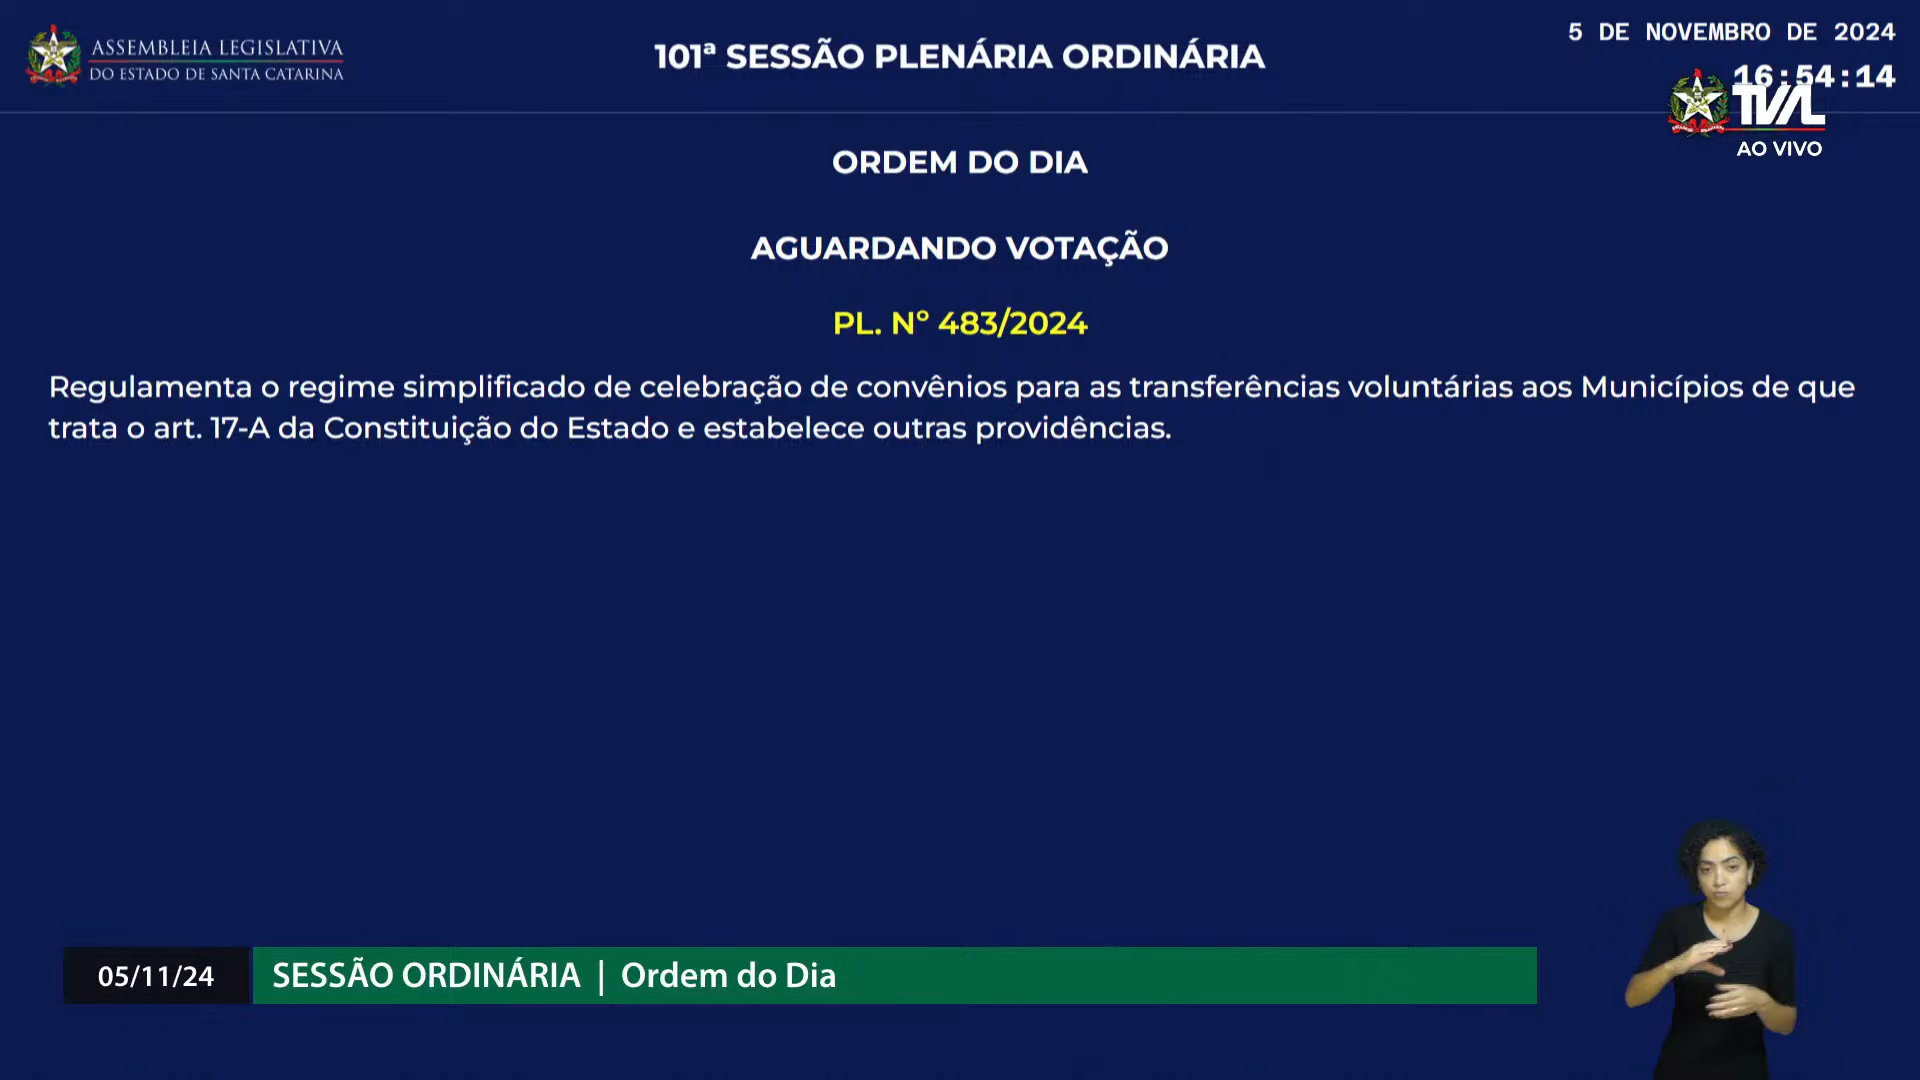 ASSEMBLEIA LEGISLATIVA
DO ESTADO DE SANTA CATARINA
101ª SESSÃO PLENÁRIA ORDINÁRIA
5 DE NOVEMBRO DE 2024
16:54:14
TVAL
AO VIVO
ORDEM DO DIA
AGUARDANDO VOTAÇÃO
PL. Nº 483/2024
Regulamenta o regime simplificado de celebração de convênios para as transferências voluntárias aos Municípios de que
trata o art. 17-A da Constituição do Estado e estabelece outras providências.
05/11/24
SESSÃO ORDINÁRIA | Ordem do Dia